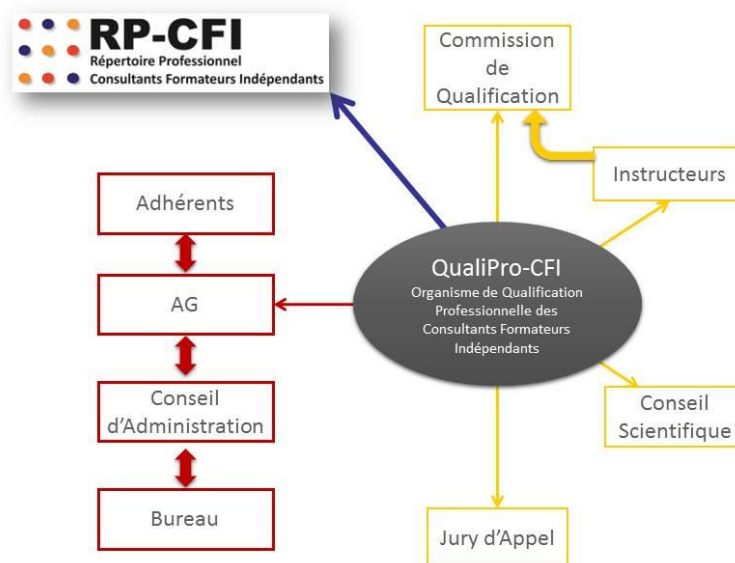 RP-CFI
Répertoire Professionnel
Consultants Formateurs Indépendants
Commission
de
Qualification
Instructeurs
Adhérents
AG
Conseil
d'Administration
Bureau
QualiPro-CFI
Organisme de Qualification
Professionnelle des
Consultants Formateurs
Indépendants
Conseil
Scientifique
Jury d'Appel